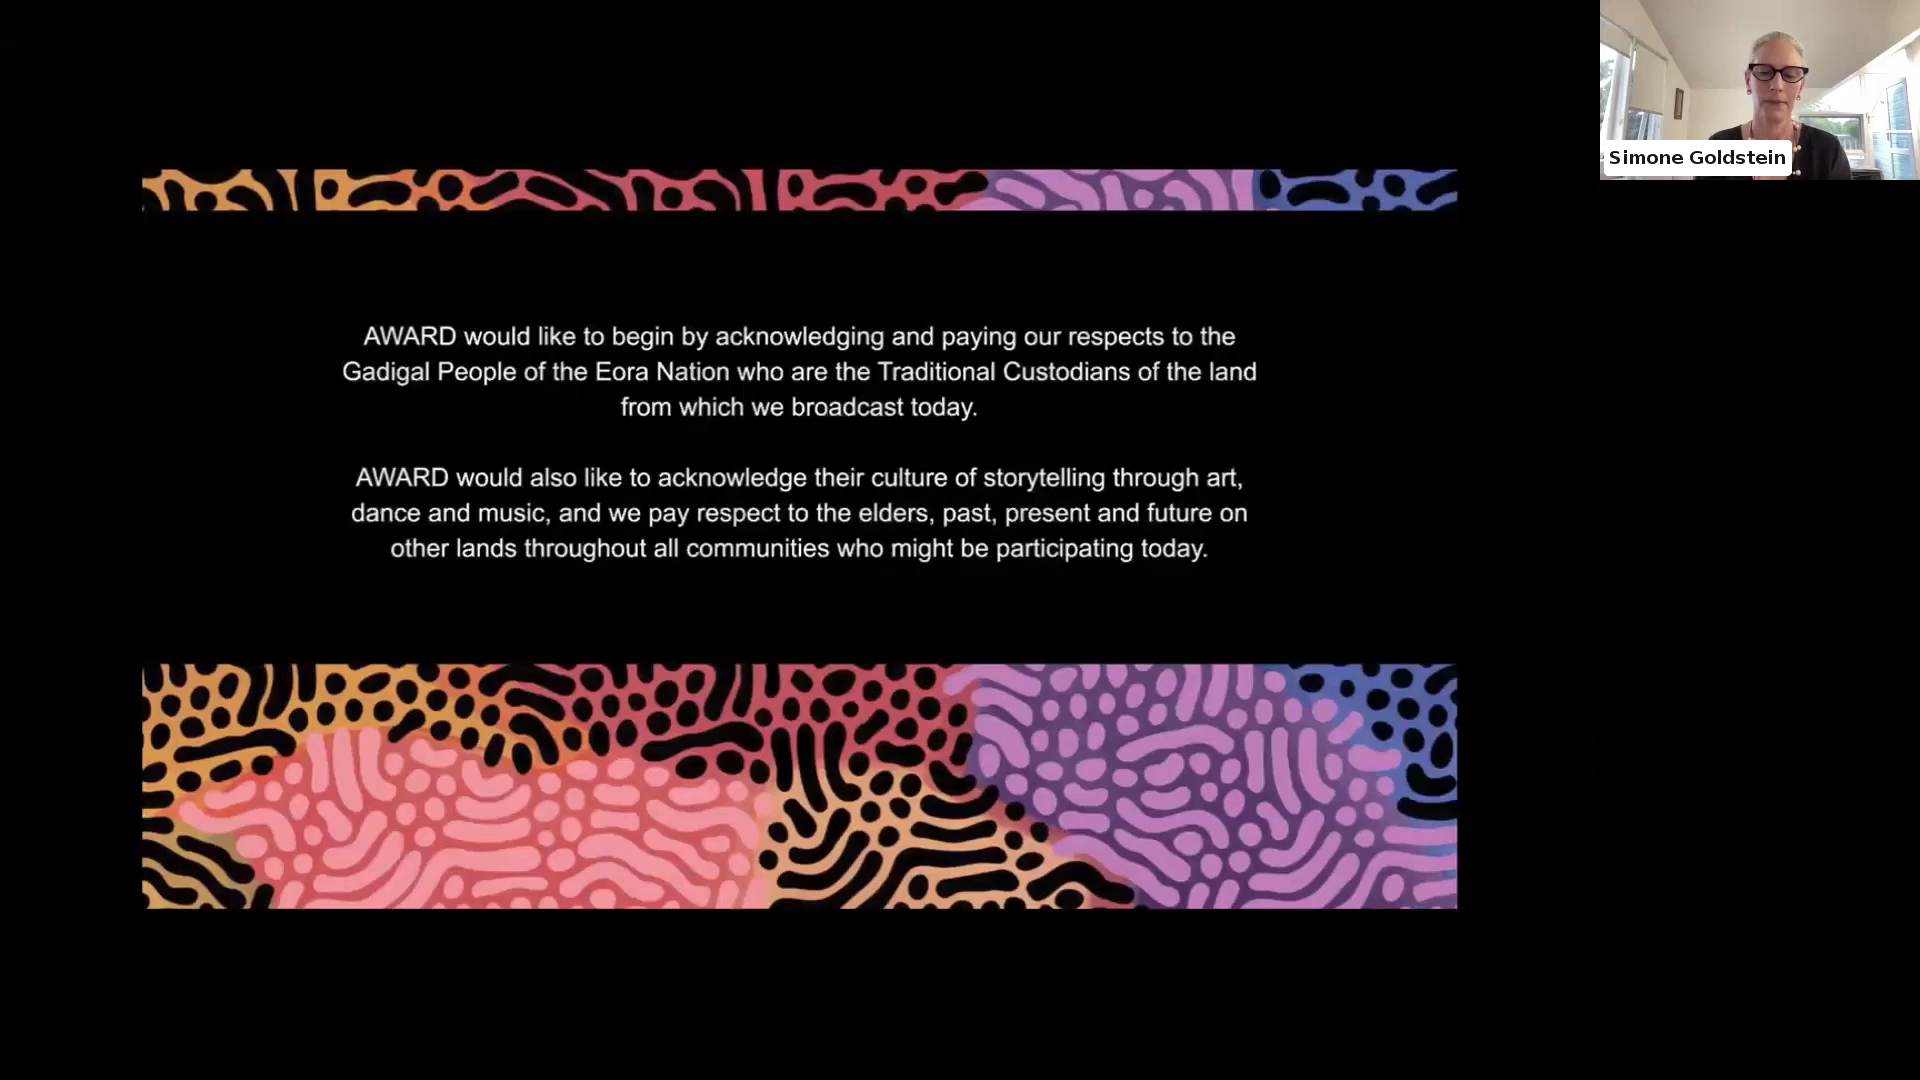 Simone Goldstein
AWARD would like to begin by acknowledging and paying our respects to the
Gadigal People of the Eora Nation who are the Traditional Custodians of the land
from which we broadcast today.
AWARD would also like to acknowledge their culture of storytelling through art,
dance and music, and we pay respect to the elders, past, present and future on
other lands throughout all communities who might be participating today.